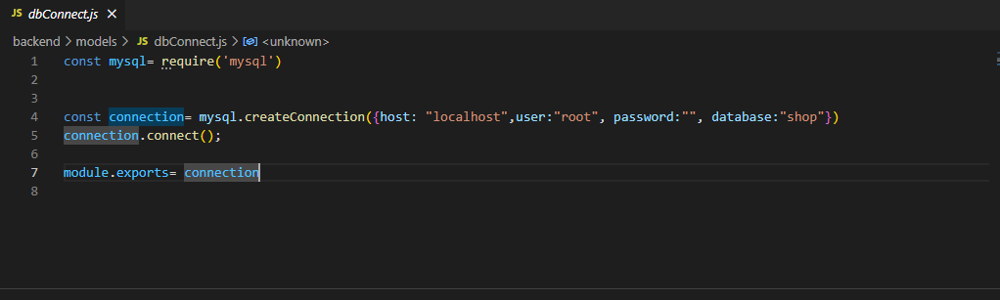 JS dbConnect.js ×
backend > models > JS dbConnect.js > <unknown>
1 const mysql= require('mysql')
2
3
4 const connection= mysql.createConnection({host: "localhost",user:"root", password:"", database:"shop"})
5 connection.connect();
6
7 module.exports= connection
8